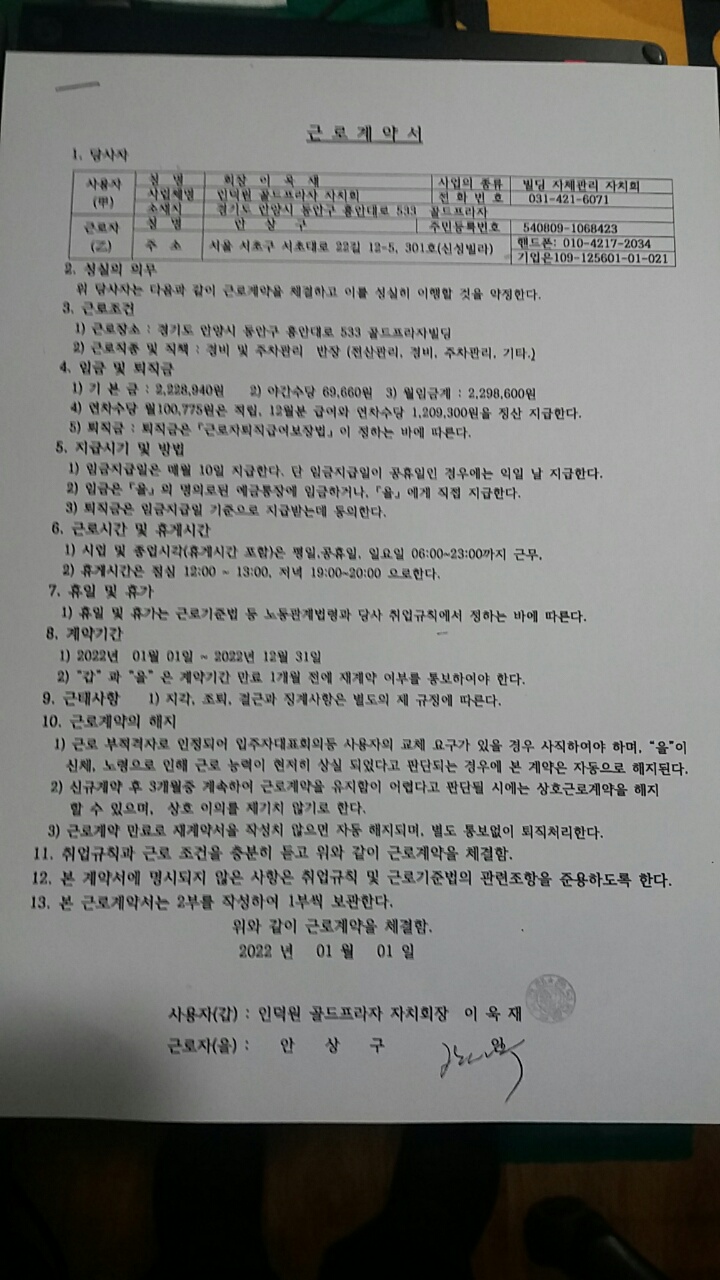 근 로 계 약 서
1. 당사자
사용자 (甲) 성 명 회장 이 욱 재 사업의 종류 빌딩 자체관리 자치회
사업체명 인덕원 골드프라자 자치회 전 화 번 호 031-421-6071
소재지 경기도 안양시 동안구 흥안대로 533 골드프라자
근로자 (乙) 성 명 안 상 구 주민등록번호 540809-1068423
주 소 서울 서초구 서초대로 22길 12-5, 301호(신성빌라) 핸드폰: 010-4217-2034
기업은109-125601-01-021
2. 성실의 의무
위 당사자는 다음과 같이 근로계약을 체결하고 이를 성실히 이행할 것을 약정한다.
3. 근로조건
1) 근로장소 : 경기도 안양시 동안구 흥안대로 533 골드프라자빌딩
2) 근로직종 및 직책 : 경비 및 주차관리 반장 (전산관리, 경비, 주차관리, 기타.)
4. 임금 및 퇴직금
1) 기 본 금 : 2,228,940원 2) 야간수당 69,660원 3) 월임금계 : 2,298,600원
4) 연차수당 월100,775원은 적립, 12월분 급여와 연차수당 1,209,300원을 정산 지급한다.
5) 퇴직금 : 퇴직금은 「근로자퇴직급여보장법」이 정하는 바에 따른다.
5. 지급시기 및 방법
1) 임금지급일은 매월 10일 지급한다. 단 임금지급일이 공휴일인 경우에는 익일 날 지급한다.
2) 임금은 「을」의 명의로된 예금통장에 입금하거나, 「을」에게 직접 지급한다.
3) 퇴직금은 임금지급일 기준으로 지급받는데 동의한다.
6. 근로시간 및 휴게시간
1) 시업 및 종업시각(휴게시간 포함)은 평일,공휴일, 일요일 06:00~23:00까지 근무,
2) 휴게시간은 점심 12:00 ~ 13:00, 저녁 19:00~20:00 으로한다.
7. 휴일 및 휴가
1) 휴일 및 휴가는 근로기준법 등 노동관계법령과 당사 취업규칙에서 정하는 바에 따른다.
8. 계약기간
1) 2022년 01월 01일 ~ 2022년 12월 31일
2) "갑" 과 "을" 은 계약기간 만료 1개월 전에 재계약 여부를 통보하여야 한다.
9. 근태사항 1) 지각, 조퇴, 결근과 징계사항은 별도의 제 규정에 따른다.
10. 근로계약의 해지
1) 근로 부적격자로 인정되어 입주자대표회의등 사용자의 교체 요구가 있을 경우 사직하여야 하며, "을"이
신체, 노령으로 인해 근로 능력이 현저히 상실 되었다고 판단되는 경우에 본 계약은 자동으로 해지된다.
2) 신규계약 후 3개월중 계속하여 근로계약을 유지함이 어렵다고 판단될 시에는 상호근로계약을 해지
할 수 있으며, 상호 이의를 제기치 않기로 한다.
3) 근로계약 만료로 재계약서을 작성치 않으면 자동 해지되며, 별도 통보없이 퇴직처리한다.
11. 취업규칙과 근로 조건을 충분히 듣고 위와 같이 근로계약을 체결함.
12. 본 계약서에 명시되지 않은 사항은 취업규칙 및 근로기준법의 관련조항을 준용하도록 한다.
13. 본 근로계약서는 2부를 작성하여 1부씩 보관한다.
위와 같이 근로계약을 체결함.
2022 년 01 월 01 일
사용자(갑) : 인덕원 골드프라자 자치회장 이 욱 재
근로자(을) : 안 상 구